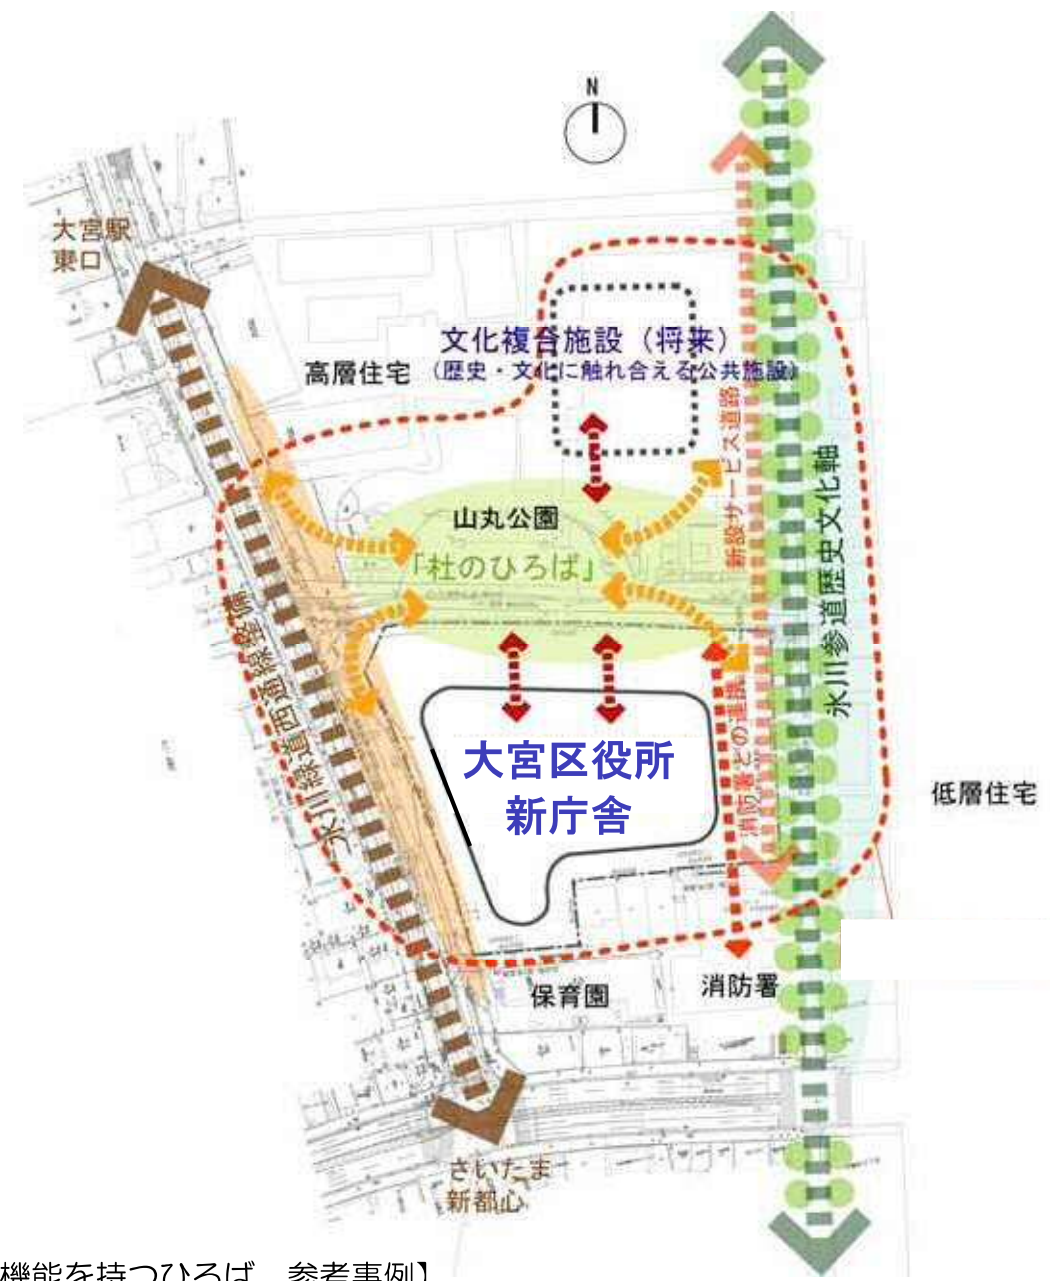 N
大宮駅
東口
文化複合施設（将来）
（歴史・文化に触れ合える公共施設）
高層住宅
新設サービス道路
山丸公園
「杜のひろば」
氷川参道歴史文化軸
氷川緑道西通線整備
消防署との連携
大宮区役所
新庁舎
低層住宅
保育園
消防署
さいたま
新都心
機能を持つひろば　参考事例】